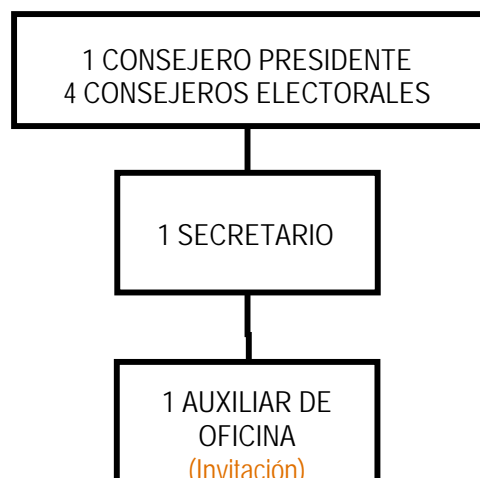 1 CONSEJERO PRESIDENTE
4 CONSEJEROS ELECTORALES
1 SECRETARIO
1 AUXILIAR DE
OFICINA
(Invitación)